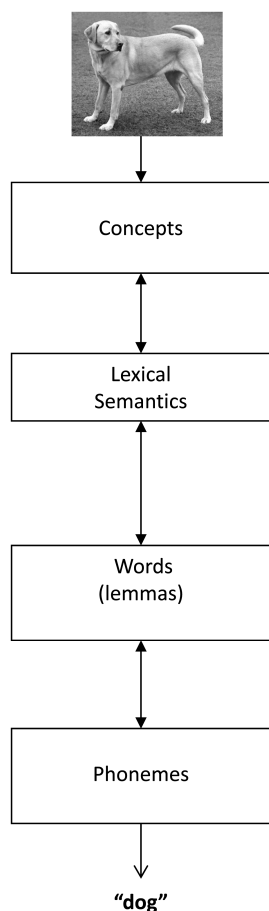 Concepts
Lexical
Semantics
Words
(lemmas)
Phonemes
“dog”